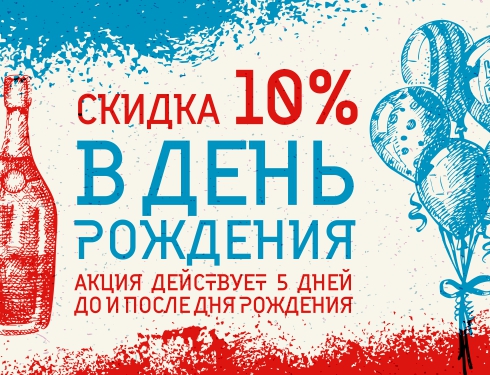 СКИДКА 10%
В ДЕНЬ
РОЖДЕНИЯ
АКЦИЯ ДЕЙСТВУЕТ 5 ДНЕЙ
ДО И ПОСЛЕ ДНЯ РОЖДЕНИЯ